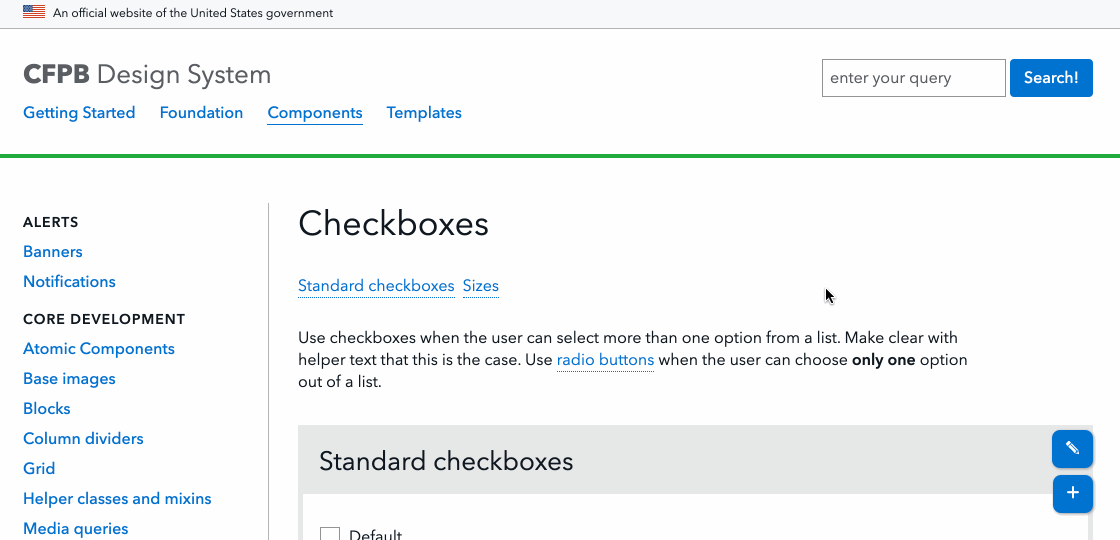 An official website of the United States government
CFPB Design System
enter your query
Search!
Getting Started
Foundation
Components
Templates
ALERTS
Banners
Notifications
CORE DEVELOPMENT
Atomic Components
Base images
Blocks
Column dividers
Grid
Helper classes and mixins
Media queries
Checkboxes
Standard checkboxes Sizes
Use checkboxes when the user can select more than one option from a list. Make clear with
helper text that this is the case. Use radio buttons when the user can choose only one option
out of a list.
Standard checkboxes
Default